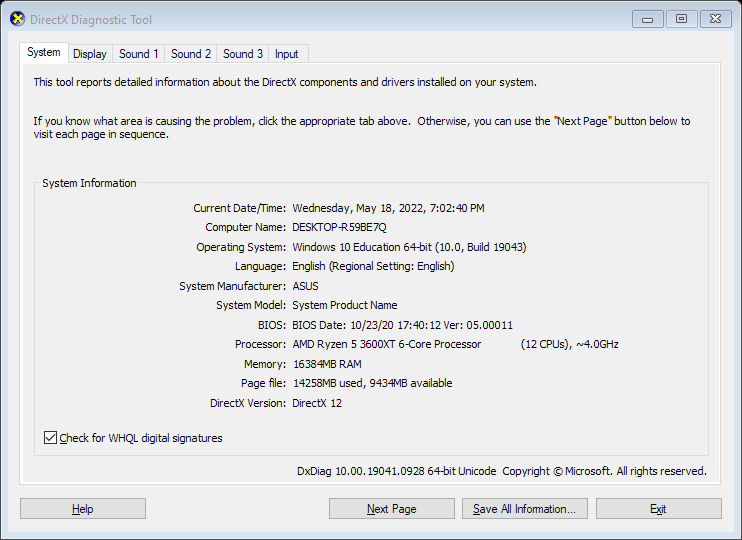 DirectX Diagnostic Tool
System Display Sound 1 Sound 2 Sound 3 Input
This tool reports detailed information about the DirectX components and drivers installed on your system.
If you know what area is causing the problem, click the appropriate tab above.  Otherwise, you can use the "Next Page" button below to
visit each page in sequence.
System Information
Current Date/Time: Wednesday, May 18, 2022, 7:02:40 PM
Computer Name: DESKTOP-R59BE7Q
Operating System: Windows 10 Education 64-bit (10.0, Build 19043)
Language: English (Regional Setting: English)
System Manufacturer: ASUS
System Model: System Product Name
BIOS: BIOS Date: 10/23/20 17:40:12 Ver: 05.00011
Processor: AMD Ryzen 5 3600XT 6-Core Processor (12 CPUs), ~4.0GHz
Memory: 16384MB RAM
Page file: 14258MB used, 9434MB available
DirectX Version: DirectX 12
Check for WHQL digital signatures
DxDiag 10.00.19041.0928 64-bit Unicode  Copyright © Microsoft. All rights reserved.
Help Next Page Save All Information... Exit